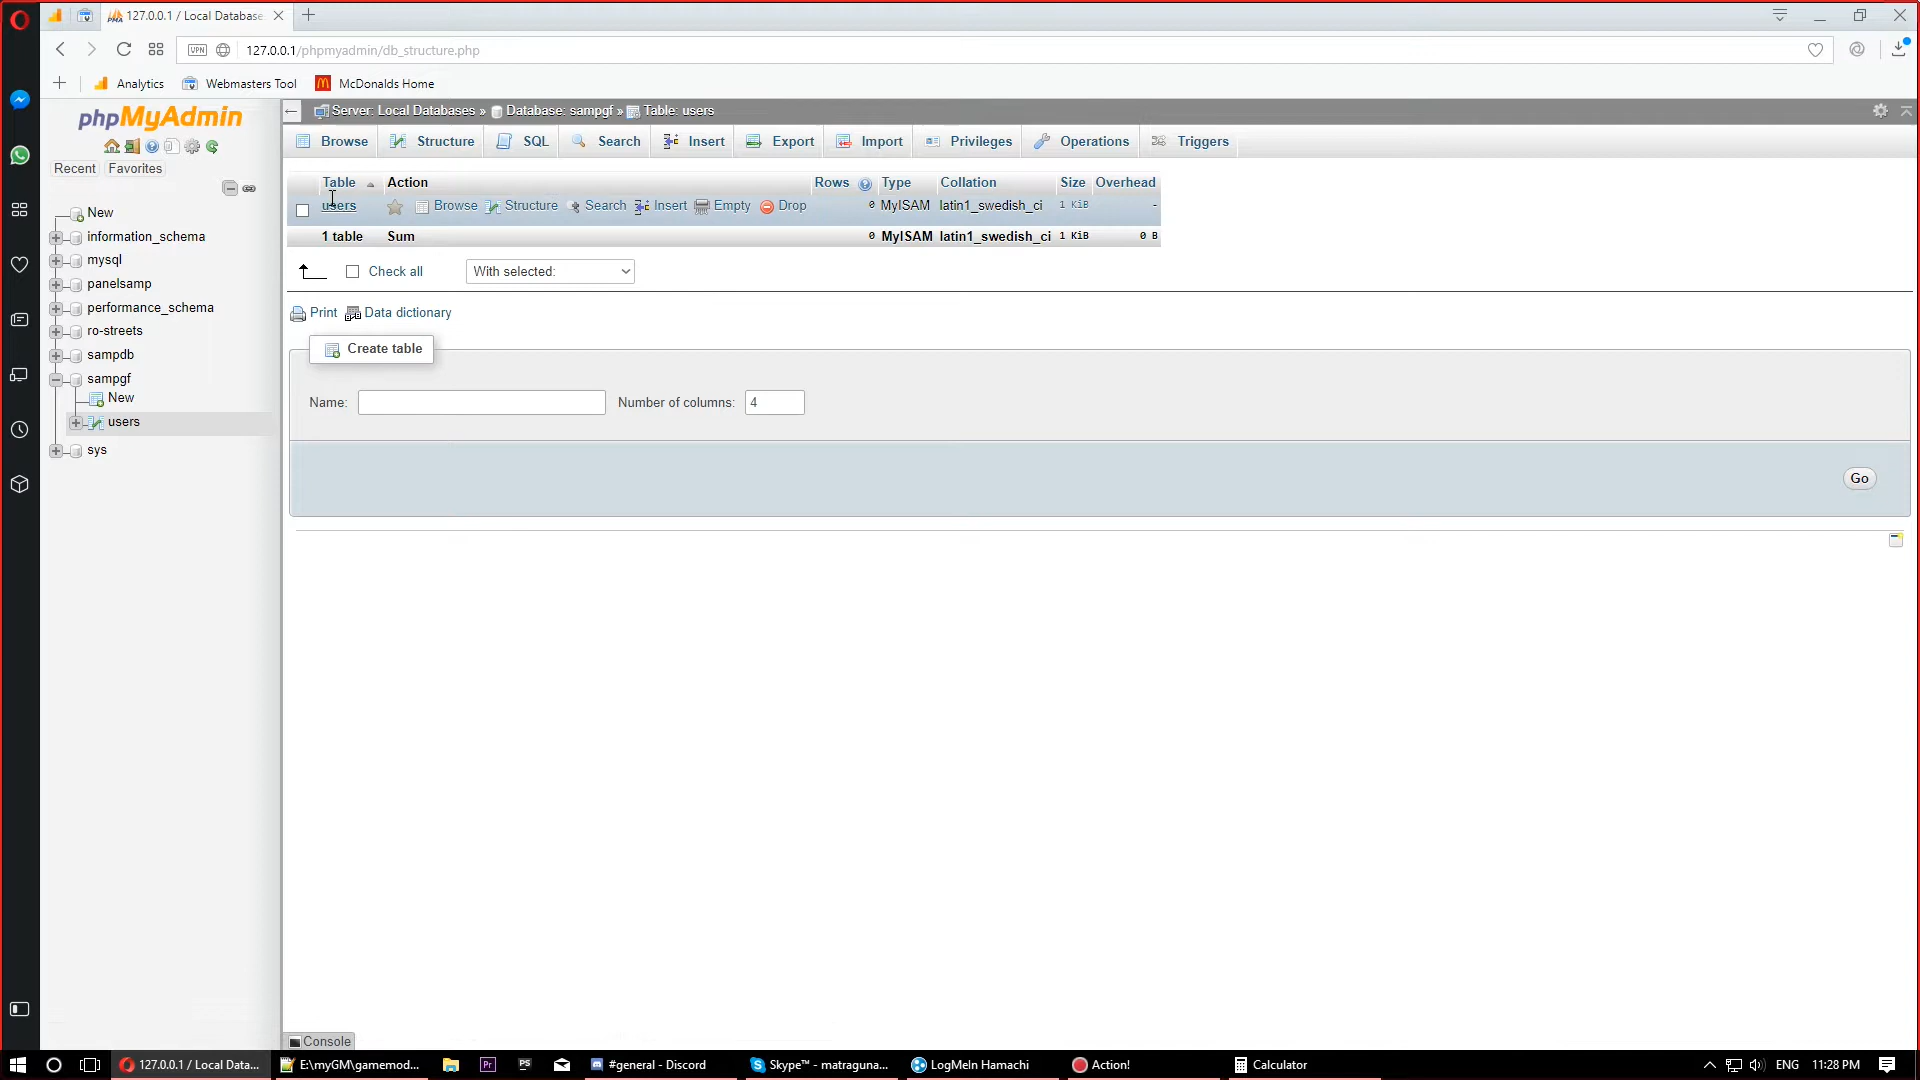 127.0.0.1 / Local Database
VPN
127.0.0.1/phpmyadmin/db_structure.php
Analytics
Webmasters Tool
McDonalds Home
phpMyAdmin
Recent
Favorites
New
information_schema
mysql
panelsamp
performance_schema
ro-streets
sampdb
sampgf
New
users
sys
Server: Local Databases » Database: sampgf » Table: users
Browse
Structure
SQL
Search
Insert
Export
Import
Privileges
Operations
Triggers
Table Action Rows Type Collation Size Overhead
users Browse Structure Search Insert Empty Drop 0 MyISAM latin1_swedish_ci 1 KiB -
1 table Sum 0 MyISAM latin1_swedish_ci 1 KiB 0 B
Check all With selected:
Print Data dictionary
Create table
Name: Number of columns: 4
Go
Console
127.0.0.1 / Local Data...
E:\myGM\gamemod...
Pr
PS
#general - Discord
Skype™ - matraguna...
LogMeIn Hamachi
Action!
Calculator
ENG 11:28 PM